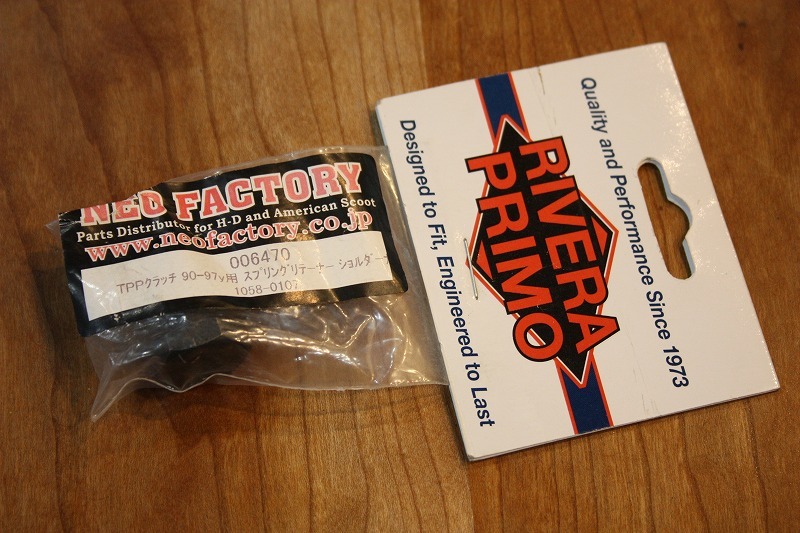 NEO FACTORY
Parts Distributor for H-D and American Scoot
www.neofactory.co.jp
006470
TPPクラッチ 90-97y用 スプリングリテーナー ショルダー
1058-0107
Quality and Performance Since 1973
RIVERA
PRIMO
Designed to Fit, Engineered to Last